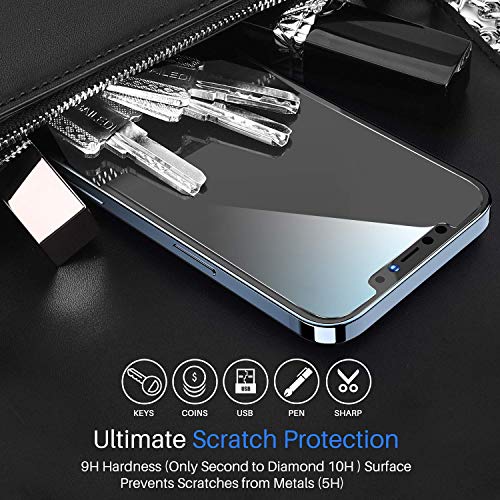 KEYS COINS USB PEN SHARP
Ultimate Scratch Protection
9H Hardness (Only Second to Diamond 10H ) Surface
Prevents Scratches from Metals (5H)